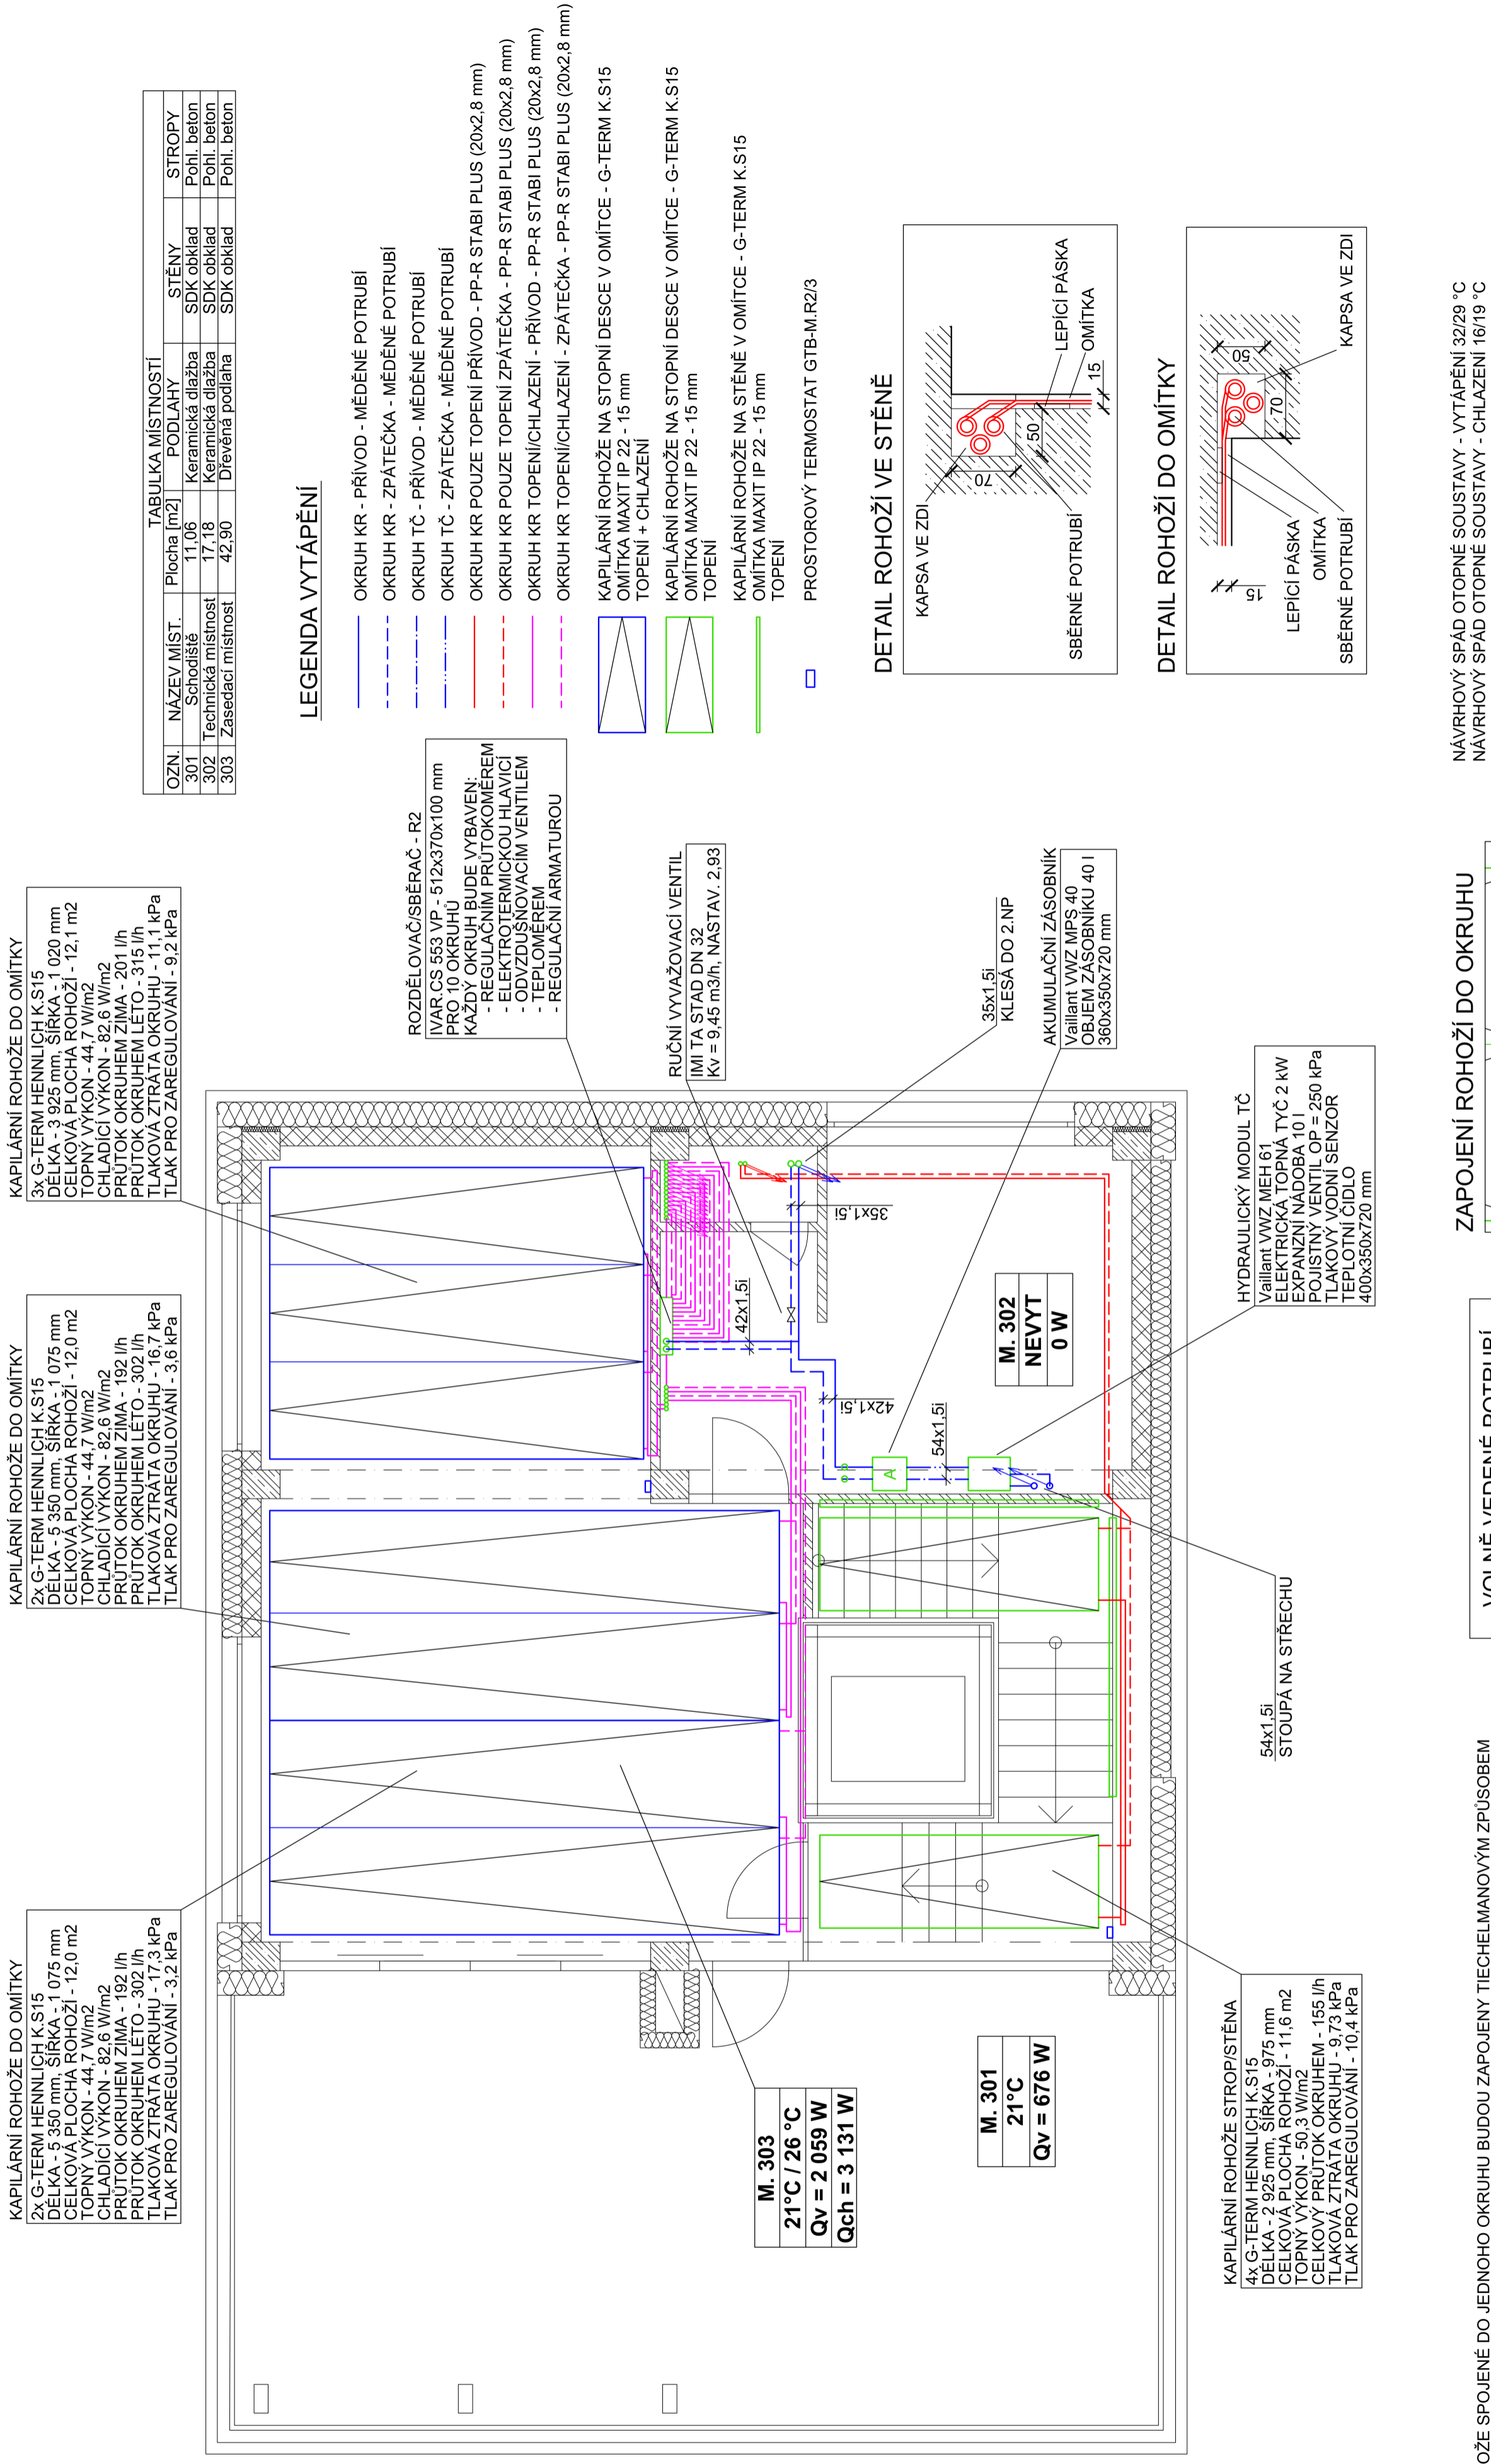 KAPILÁRNÍ ROHOŽE DO OMÍTKY
2x G-TERM HENNLICH K.S15
DÉLKA - 5 350 mm, ŠÍŘKA - 1 075 mm
CELKOVÁ PLOCHA ROHOŽÍ - 12,0 m2
TOPNÝ VÝKON - 44,7 W/m2
CHLADÍCÍ VÝKON - 82,6 W/m2
PRŮTOK OKRUHEM ZIMA - 192 l/h
PRŮTOK OKRUHEM LÉTO - 302 l/h
TLAKOVÁ ZTRÁTA OKRUHU - 17,3 kPa
TLAK PRO ZAREGULOVÁNÍ - 3,2 kPa
KAPILÁRNÍ ROHOŽE DO OMÍTKY
2x G-TERM HENNLICH K.S15
DÉLKA - 5 350 mm, ŠÍŘKA - 1 075 mm
CELKOVÁ PLOCHA ROHOŽÍ - 12,0 m2
TOPNÝ VÝKON - 44,7 W/m2
CHLADÍCÍ VÝKON - 82,6 W/m2
PRŮTOK OKRUHEM ZIMA - 192 l/h
PRŮTOK OKRUHEM LÉTO - 302 l/h
TLAKOVÁ ZTRÁTA OKRUHU - 16,7 kPa
TLAK PRO ZAREGULOVÁNÍ - 3,6 kPa
KAPILÁRNÍ ROHOŽE DO OMÍTKY
3x G-TERM HENNLICH K.S15
DÉLKA - 3 925 mm, ŠÍŘKA - 1 020 mm
CELKOVÁ PLOCHA ROHOŽÍ - 12,1 m2
TOPNÝ VÝKON - 44,7 W/m2
CHLADÍCÍ VÝKON - 82,6 W/m2
PRŮTOK OKRUHEM ZIMA - 201 l/h
PRŮTOK OKRUHEM LÉTO - 315 l/h
TLAKOVÁ ZTRÁTA OKRUHU - 11,1 kPa
TLAK PRO ZAREGULOVÁNÍ - 9,2 kPa
TABULKA MÍSTNOSTÍ
OZN. NÁZEV MÍST. Plocha [m2] PODLAHY STĚNY STROPY
301 Schodiště 11,06 Keramická dlažba SDK obklad Pohl. beton
302 Technická místnost 17,18 Keramická dlažba SDK obklad Pohl. beton
303 Zasedací místnost 42,90 Dřevěná podlaha SDK obklad Pohl. beton
LEGENDA VYTÁPĚNÍ
OKRUH KR - PŘÍVOD - MĚDĚNÉ POTRUBÍ
OKRUH KR - ZPÁTEČKA - MĚDĚNÉ POTRUBÍ
OKRUH TČ - PŘÍVOD - MĚDĚNÉ POTRUBÍ
OKRUH TČ - ZPÁTEČKA - MĚDĚNÉ POTRUBÍ
OKRUH KR POUZE TOPENÍ PŘÍVOD - PP-R STABI PLUS (20x2,8 mm)
OKRUH KR POUZE TOPENÍ ZPÁTEČKA - PP-R STABI PLUS (20x2,8 mm)
OKRUH KR TOPENÍ/CHLAZENÍ - PŘÍVOD - PP-R STABI PLUS (20x2,8 mm)
OKRUH KR TOPENÍ/CHLAZENÍ - ZPÁTEČKA - PP-R STABI PLUS (20x2,8 mm)
KAPILÁRNÍ ROHOŽE NA STOPNÍ DESCE V OMÍTCE - G-TERM K.S15
OMÍTKA MAXIT IP 22 - 15 mm
TOPENÍ + CHLAZENÍ
KAPILÁRNÍ ROHOŽE NA STOPNÍ DESCE V OMÍTCE - G-TERM K.S15
OMÍTKA MAXIT IP 22 - 15 mm
TOPENÍ
KAPILÁRNÍ ROHOŽE NA STĚNĚ V OMÍTCE - G-TERM K.S15
OMÍTKA MAXIT IP 22 - 15 mm
TOPENÍ
PROSTOROVÝ TERMOSTAT GTB-M.R2/3
ROZDĚLOVAČ/SBĚRAČ - R2
IVAR.CS 553 VP - 512x370x100 mm
PRO 10 OKRUHŮ
KAŽDÝ OKRUH BUDE VYBAVEN:
- REGULAČNÍM PRŮTOKOMĚREM
- ELEKTROTERMICKOU HLAVICÍ
- ODVZDUŠŇOVACÍM VENTILEM
- TEPLOMĚREM
- REGULAČNÍ ARMATUROU
RUČNÍ VYVAŽOVACÍ VENTIL
IMI TA STAD DN 32
Kv = 9,45 m3/h, NASTAV. 2,93
35x1,5i
KLESÁ DO 2.NP
AKUMULAČNÍ ZÁSOBNÍK
Vaillant VWZ MPS 40
OBJEM ZÁSOBNÍKU 40 l
360x350x720 mm
HYDRAULICKÝ MODUL TČ
Vaillant VWZ MEH 61
ELEKTRICKÁ TOPNÁ TYČ 2 kW
EXPANZNÍ NÁDOBA 10 l
POJISTNÝ VENTIL OP = 250 kPa
TLAKOVÝ VODNÍ SENZOR
TEPLOTNÍ ČIDLO
400x350x720 mm
42x1,5i
35x1,5i
42x1,5i
54x1,5i
A
M. 302
NEVYT
0 W
M. 303
21°C / 26 °C
Qv = 2 059 W
Qch = 3 131 W
M. 301
21°C
Qv = 676 W
54x1,5i
STOUPÁ NA STŘECHU
KAPILÁRNÍ ROHOŽE STROP/STĚNA
4x G-TERM HENNLICH K.S15
DÉLKA - 2 925 mm, ŠÍŘKA - 975 mm
CELKOVÁ PLOCHA ROHOŽÍ - 11,6 m2
TOPNÝ VÝKON - 50,3 W/m2
CELKOVÝ PRŮTOK OKRUHEM - 155 l/h
TLAKOVÁ ZTRÁTA OKRUHU - 9,73 kPa
TLAK PRO ZAREGULOVÁNÍ - 10,4 kPa
DETAIL ROHOŽÍ VE STĚNĚ
KAPSA VE ZDI
70
50
LEPÍCÍ PÁSKA
OMÍTKA
15
SBĚRNÉ POTRUBÍ
DETAIL ROHOŽÍ DO OMÍTKY
15
50
70
LEPÍCÍ PÁSKA
OMÍTKA
SBĚRNÉ POTRUBÍ
KAPSA VE ZDI
NÁVRHOVÝ SPÁD OTOPNÉ SOUSTAVY - VYTÁPĚNÍ 32/29 °C
NÁVRHOVÝ SPÁD OTOPNÉ SOUSTAVY - CHLAZENÍ 16/19 °C
ZAPOJENÍ ROHOŽÍ DO OKRUHU
VOLNĚ VEDENÉ POTRUBÍ
OŽE SPOJENÉ DO JEDNOHO OKRUHU BUDOU ZAPOJENY TIECHELMANOVÝM ZPŮSOBEM